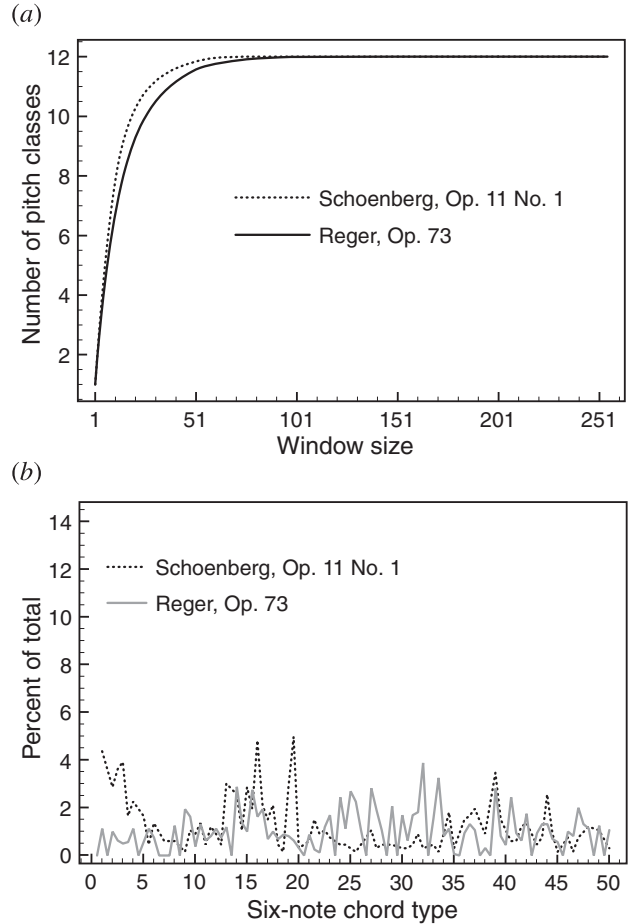 (a)
12
10
8
6
4
2
Number of pitch classes
Schoenberg, Op. 11 No. 1
Reger, Op. 73
1 51 101 151 201 251
Window size
(b)
14
12
10
8
6
4
2
0
Percent of total
Schoenberg, Op. 11 No. 1
Reger, Op. 73
0 5 10 15 20 25 30 35 40 45 50
Six-note chord type